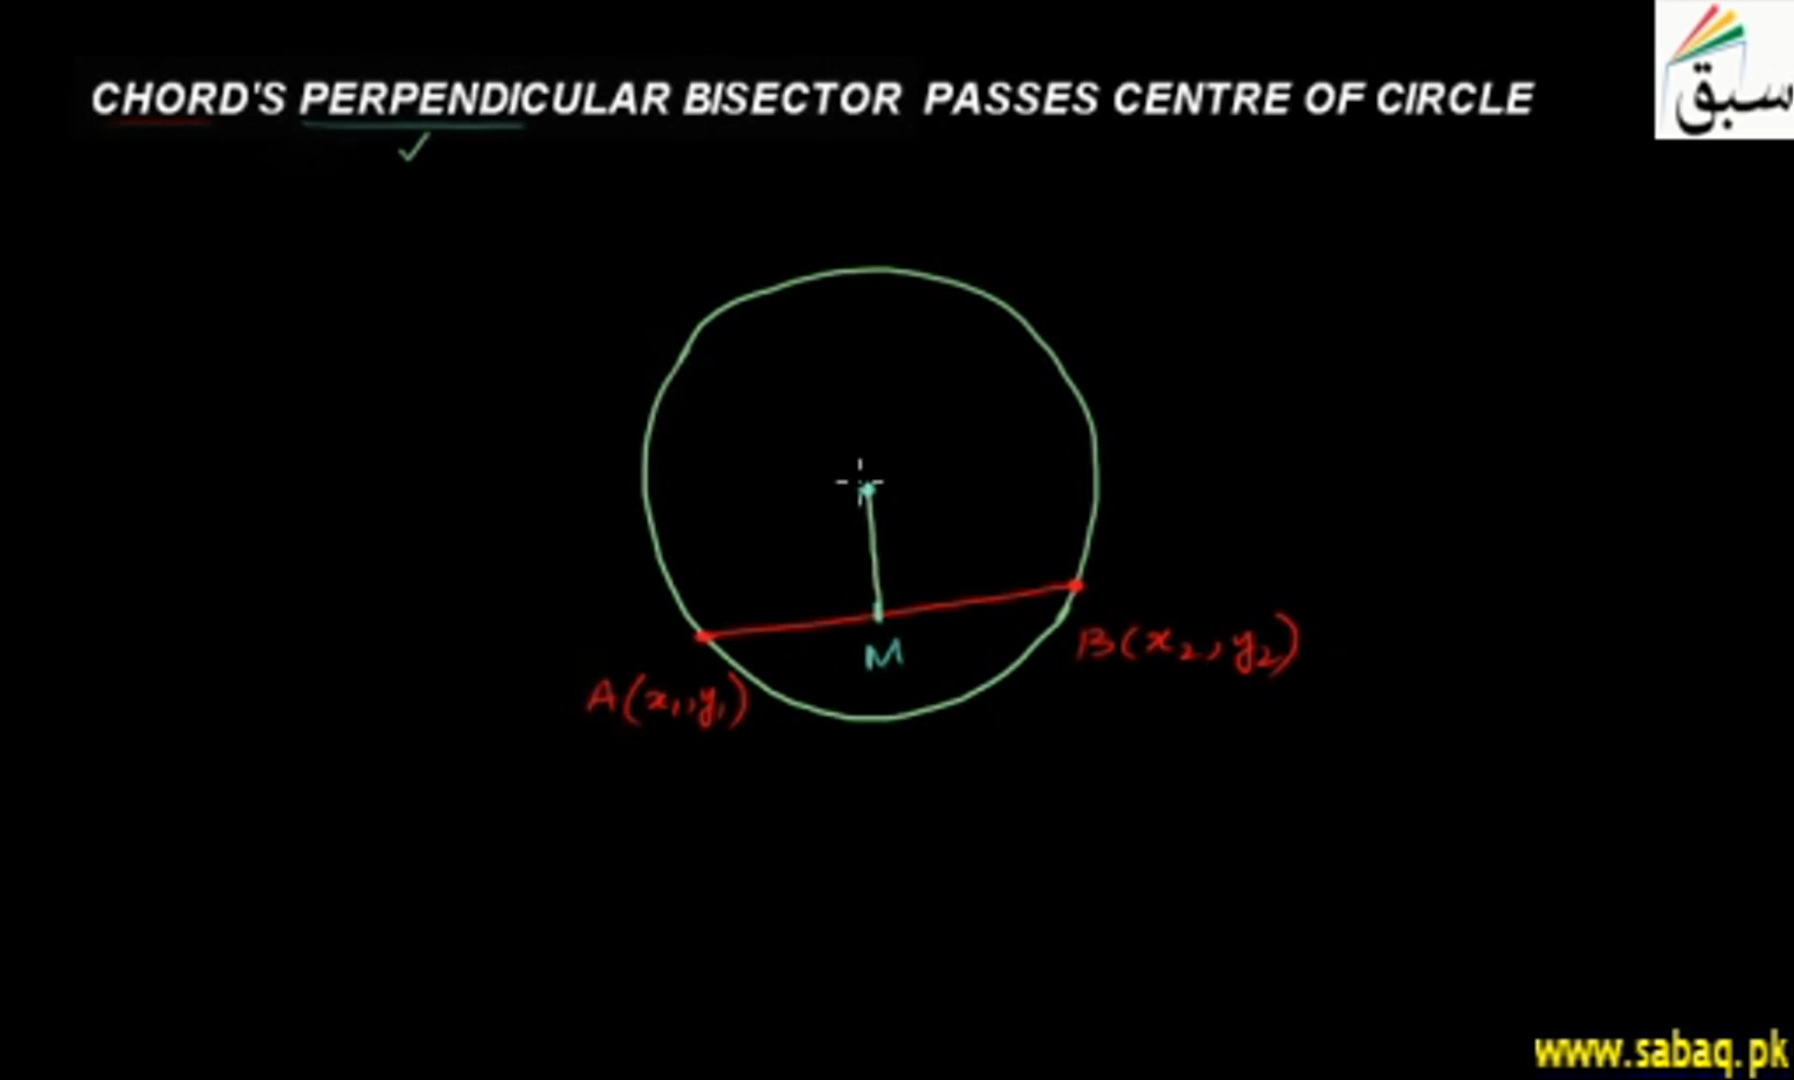 CHORD'S PERPENDICULAR BISECTOR PASSES CENTRE OF CIRCLE
سبق
M
B(x₂, y₂)
A(x₁, y₁)
www.sabaq.pk